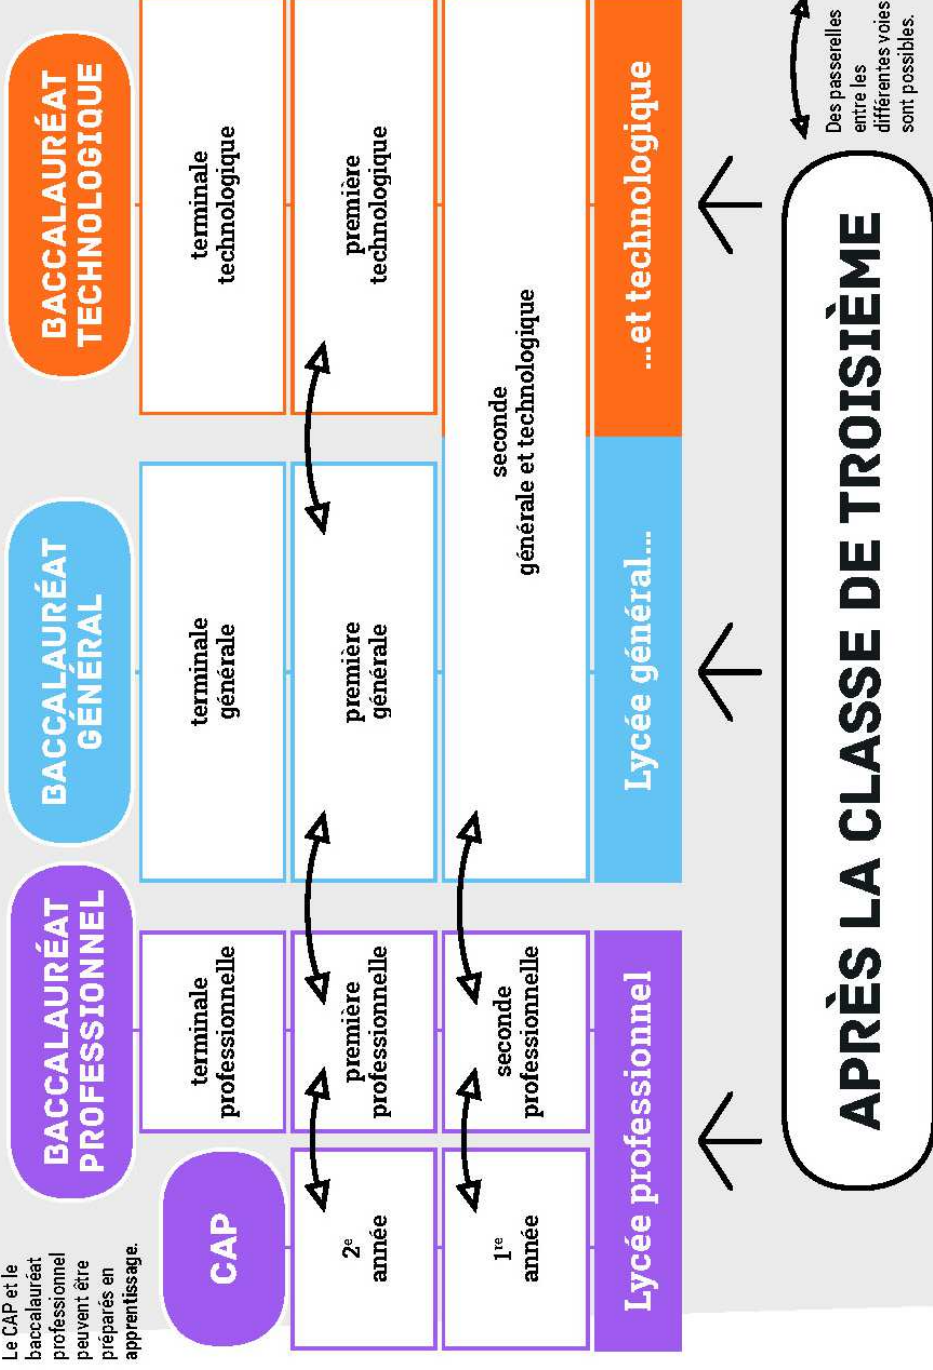 Le CAP et le
baccalauréat
professionnel
peuvent être
préparés en
apprentissage.
BACCALAURÉAT
PROFESSIONNEL
BACCALAURÉAT
GÉNÉRAL
BACCALAURÉAT
TECHNOLOGIQUE
CAP
terminale
professionnelle
terminale
générale
terminale
technologique
2e
année
première
professionnelle
première
générale
première
technologique
1re
année
seconde
professionnelle
seconde
générale et technologique
Lycée professionnel
Lycée général...
...et technologique
APRÈS LA CLASSE DE TROISIÈME
Des passerelles
entre les
différentes voies
sont possibles.